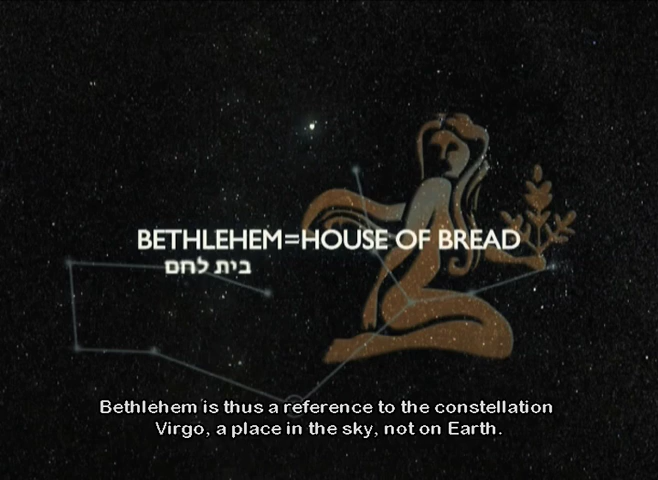 BETHLEHEM=HOUSE OF BREAD
בית לחם
Bethlehem is thus a reference to the constellation
Virgo, a place in the sky, not on Earth.